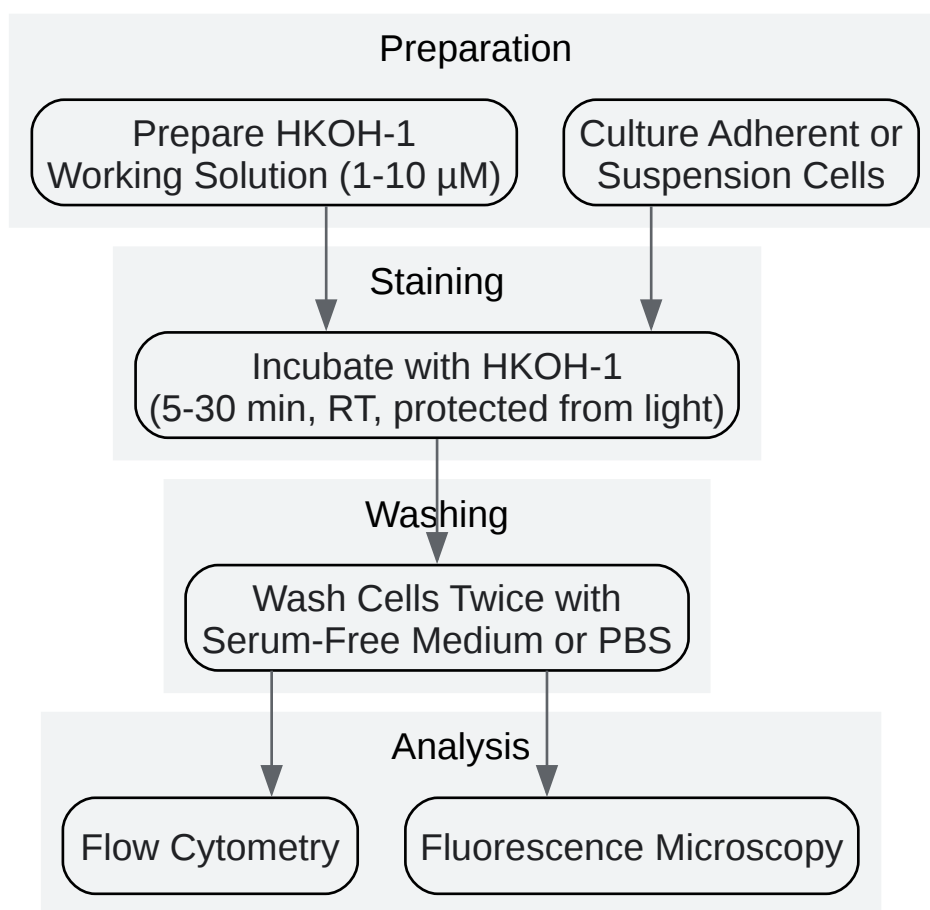 Preparation
Prepare HKOH-1
Working Solution (1-10 µM)
Culture Adherent or
Suspension Cells
Staining
Incubate with HKOH-1
(5-30 min, RT, protected from light)
Washing
Wash Cells Twice with
Serum-Free Medium or PBS
Analysis
Flow Cytometry
Fluorescence Microscopy